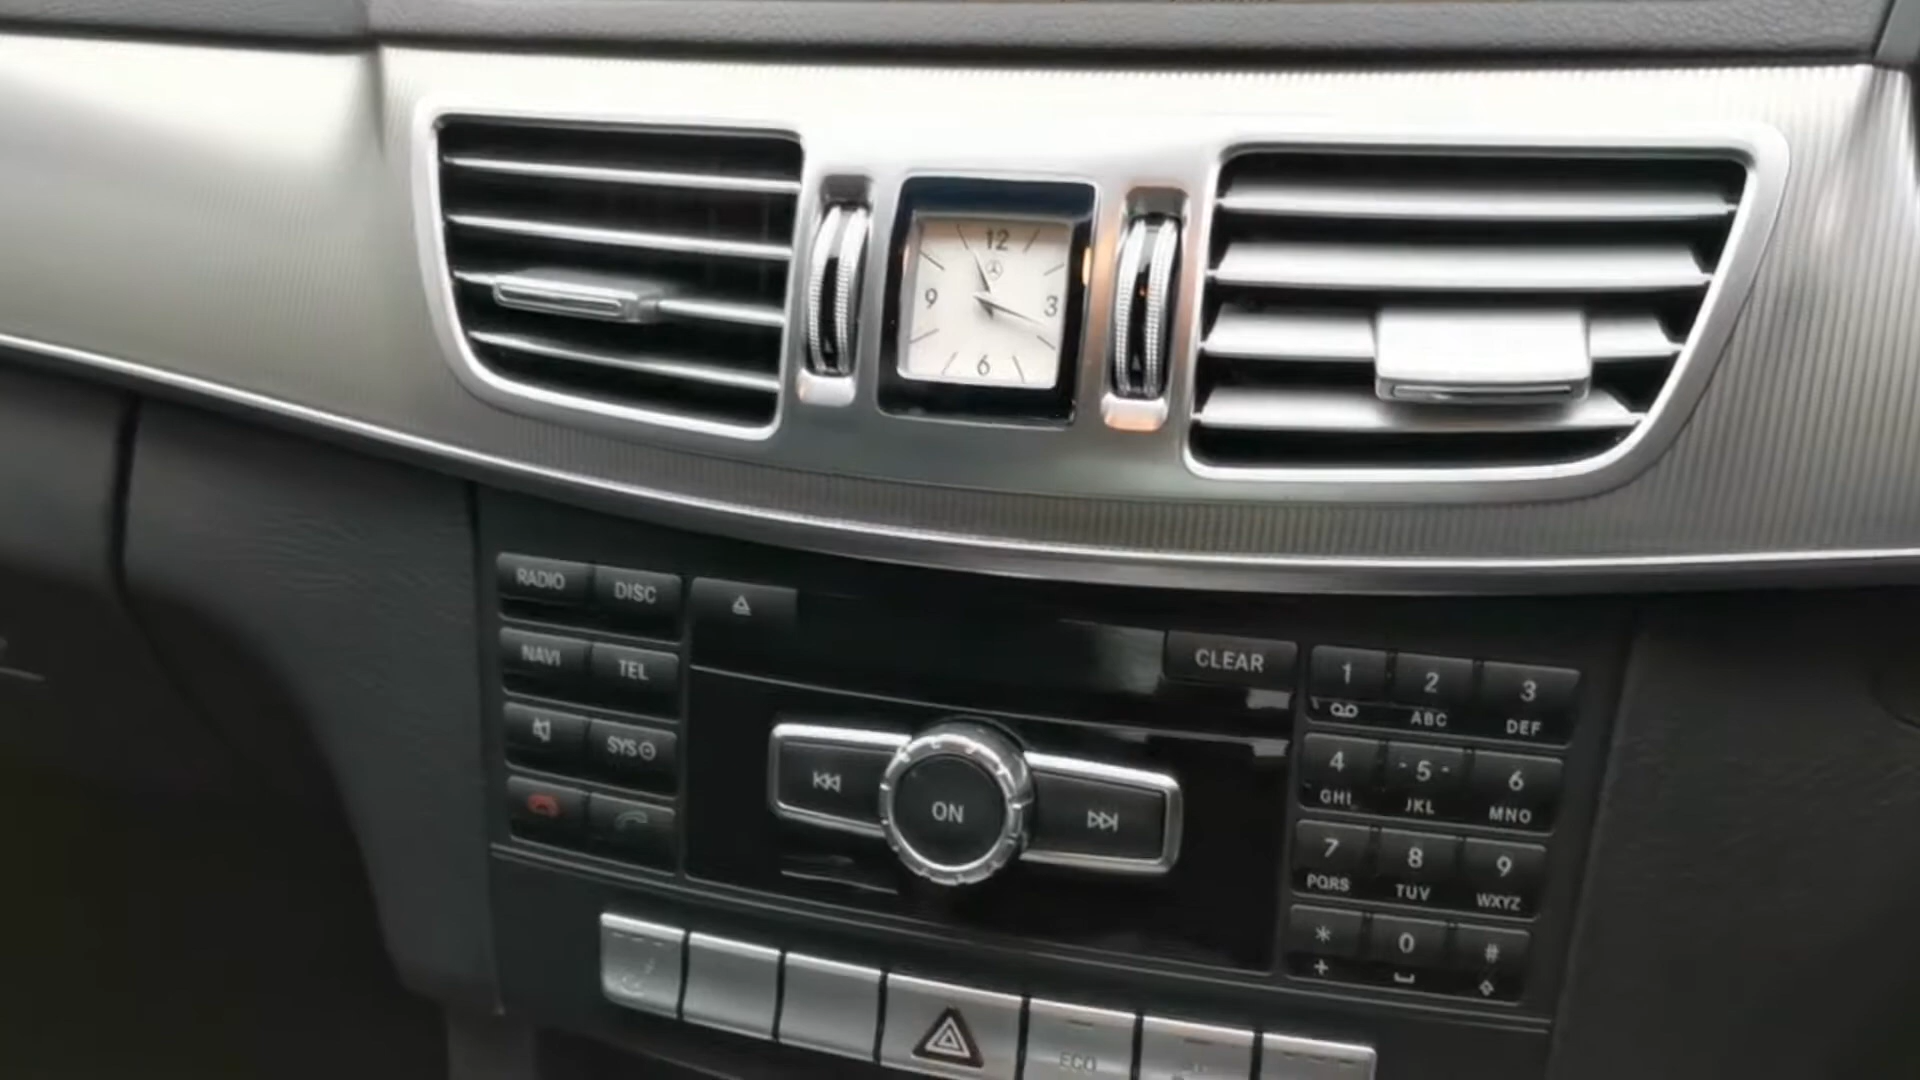 12
9
3
6
RADIO
DISC
NAVI
TEL
SYS
CLEAR
ON
1
2
ABC
3
DEF
4
GHI
5
JKL
6
MNO
7
PQRS
8
TUV
9
WXYZ
*
+
0
#
ECO